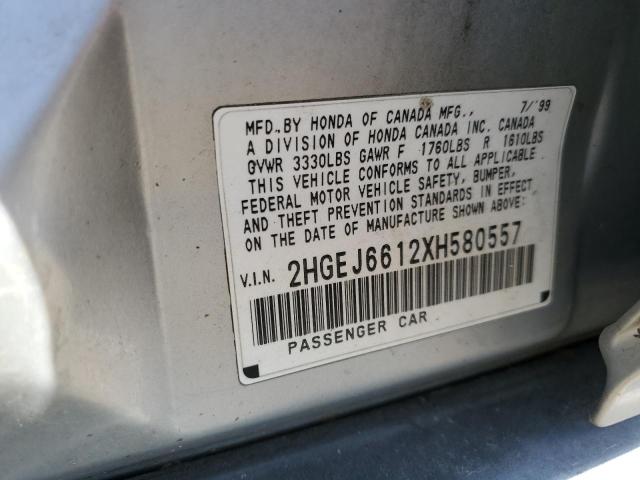 MFD. BY HONDA OF CANADA MFG., 7/'99
A DIVISION OF HONDA CANADA INC. CANADA
GVWR 3330LBS GAWR F 1760LBS R 1610LBS
THIS VEHICLE CONFORMS TO ALL APPLICABLE
FEDERAL MOTOR VEHICLE SAFETY, BUMPER,
AND THEFT PREVENTION STANDARDS IN EFFECT
ON THE DATE OF MANUFACTURE SHOWN ABOVE.
V.I.N. 2HGEJ6612XH580557
PASSENGER CAR